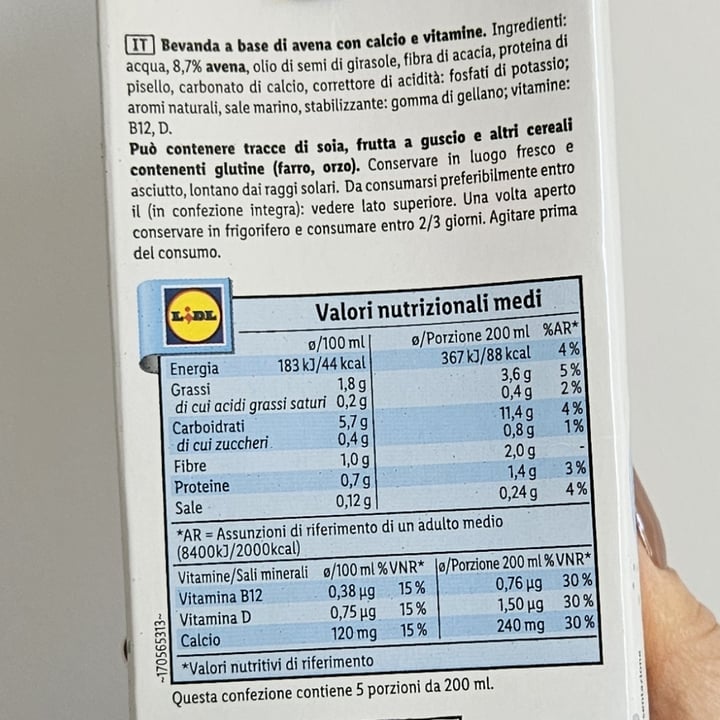 IT Bevanda a base di avena con calcio e vitamine. Ingredienti:
acqua, 8,7% avena, olio di semi di girasole, fibra di acacia, proteina di
pisello, carbonato di calcio, correttore di acidità: fosfati di potassio;
aromi naturali, sale marino, stabilizzante: gomma di gellano; vitamine:
B12, D.
Può contenere tracce di soia, frutta a guscio e altri cereali
contenenti glutine (farro, orzo). Conservare in luogo fresco e
asciutto, lontano dai raggi solari. Da consumarsi preferibilmente entro
il (in confezione integra): vedere lato superiore. Una volta aperto
conservare in frigorifero e consumare entro 2/3 giorni. Agitare prima
del consumo.
LIDL
Valori nutrizionali medi
ø/100 ml ø/Porzione 200 ml %AR*
Energia 183 kJ/44 kcal 367 kJ/88 kcal 4%
Grassi 1,8 g 3,6 g 5%
di cui acidi grassi saturi 0,2 g 0,4 g 2%
Carboidrati 5,7 g 11,4 g 4%
di cui zuccheri 0,4 g 0,8 g 1%
Fibre 1,0 g 2,0 g -
Proteine 0,7 g 1,4 g 3%
Sale 0,12 g 0,24 g 4%
*AR = Assunzioni di riferimento di un adulto medio
(8400kJ/2000kcal)
Vitamine/Sali minerali ø/100 ml %VNR* ø/Porzione 200 ml %VNR*
Vitamina B12 0,38 µg 15% 0,76 µg 30%
Vitamina D 0,75 µg 15% 1,50 µg 30%
Calcio 120 mg 15% 240 mg 30%
*Valori nutritivi di riferimento
~170565313~
Questa confezione contiene 5 porzioni da 200 ml.